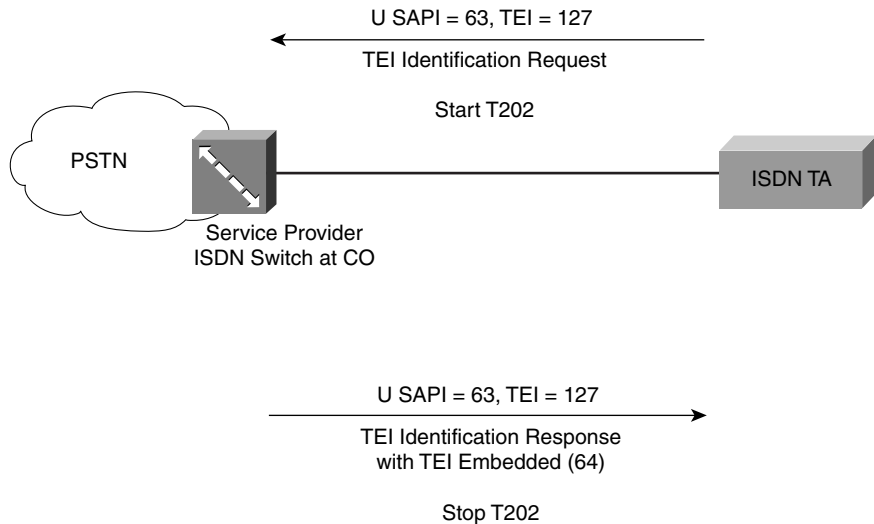 U SAPI = 63, TEI = 127
TEI Identification Request
Start T202
PSTN
ISDN TA
Service Provider
ISDN Switch at CO
U SAPI = 63, TEI = 127
TEI Identification Response
with TEI Embedded (64)
Stop T202